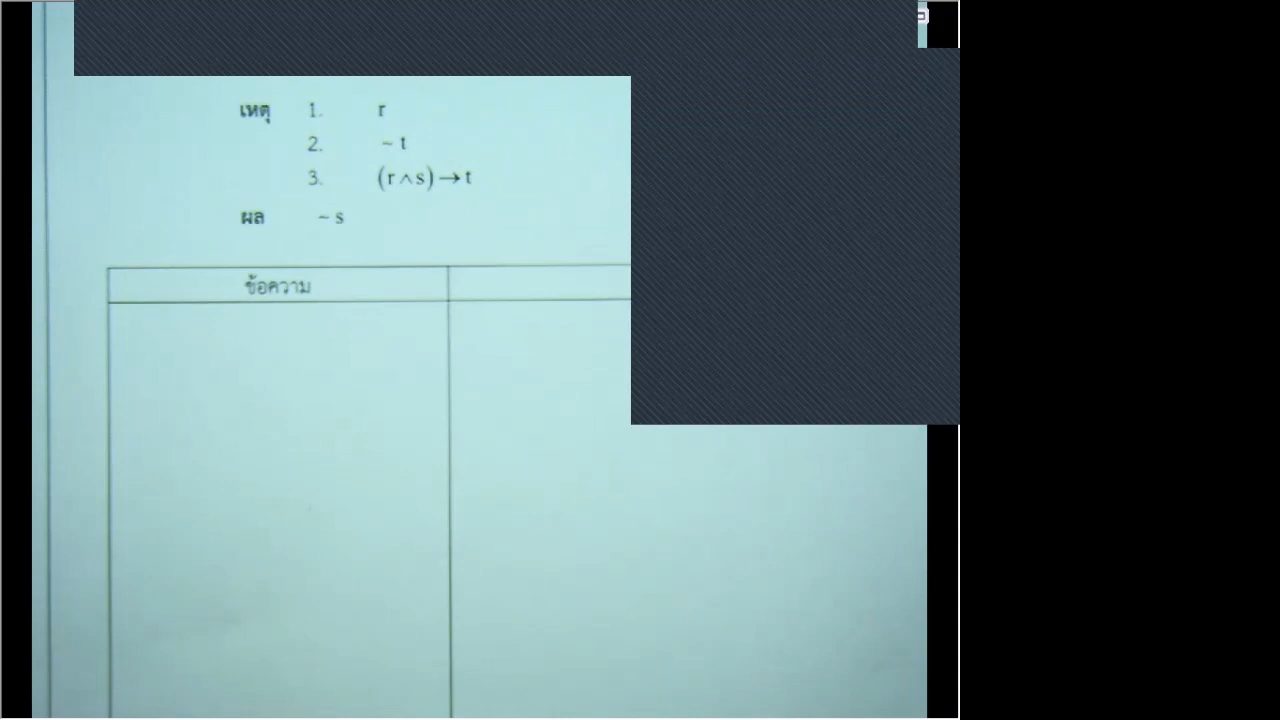 เหตุ 1. r
2. ~ t
3. (r ∧ s) → t
ผล ~ s
ข้อความ